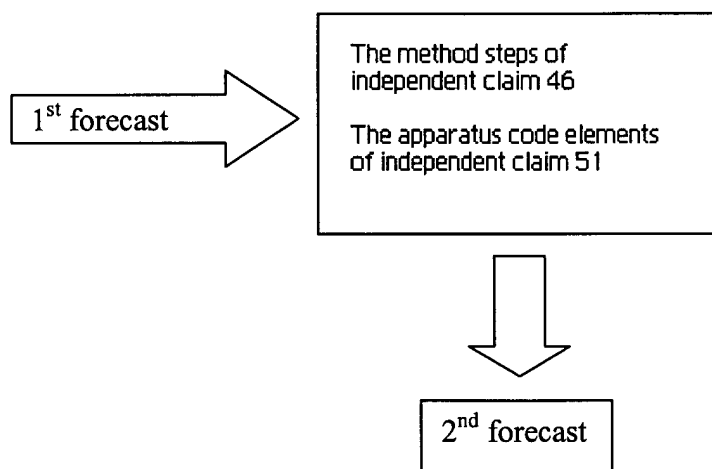 1st forecast
The method steps of
independent claim 46
The apparatus code elements
of independent claim 51
2nd forecast